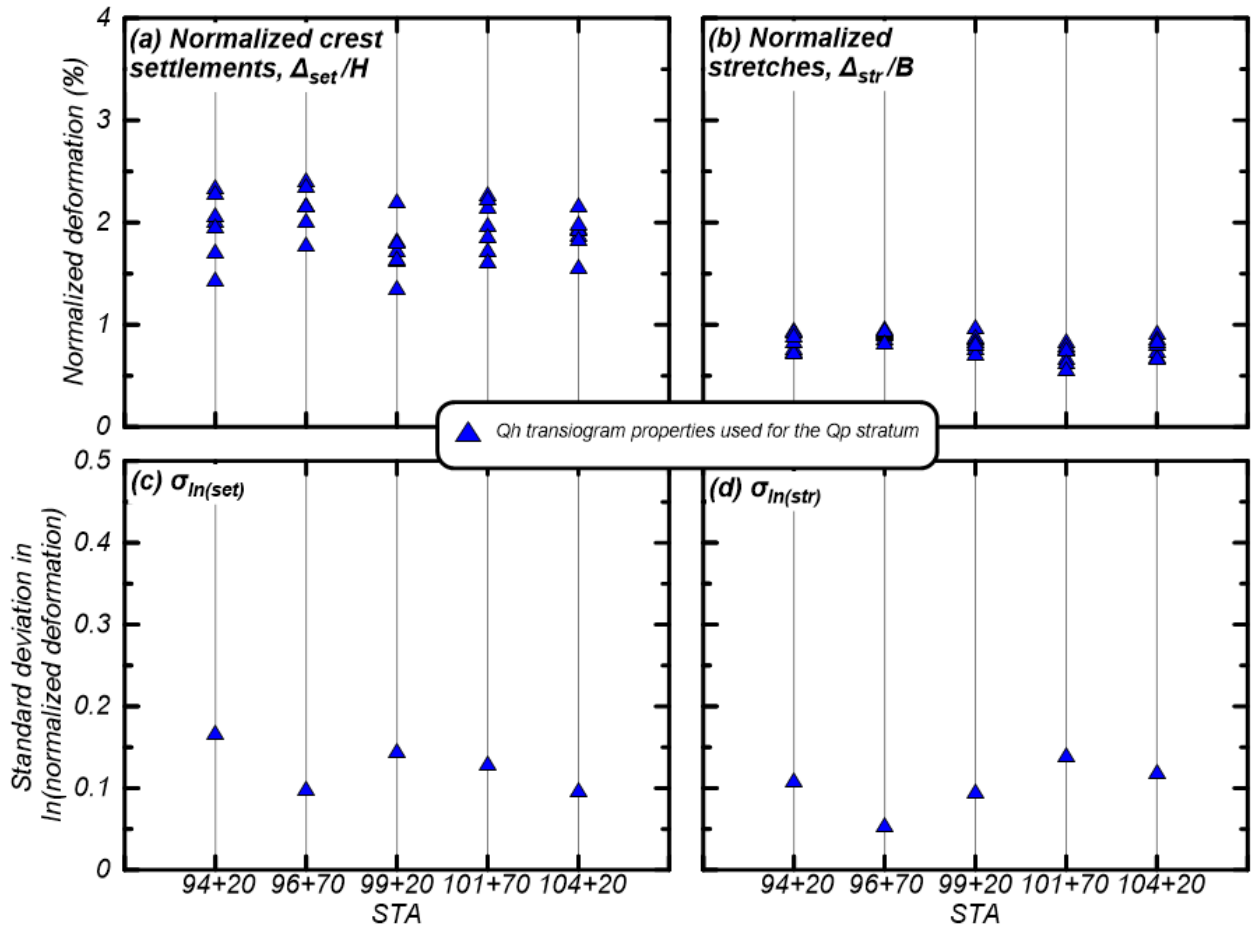 (a) Normalized crest
settlements, Δset/H
(b) Normalized
stretches, Δstr/B
Normalized deformation (%)
4
3
2
1
0
Qh transiogram properties used for the Qp stratum
(c) σln(set)
(d) σln(str)
Standard deviation in
ln(normalized deformation)
0.5
0.4
0.3
0.2
0.1
0
94+20 96+70 99+20 101+70 104+20
STA
94+20 96+70 99+20 101+70 104+20
STA